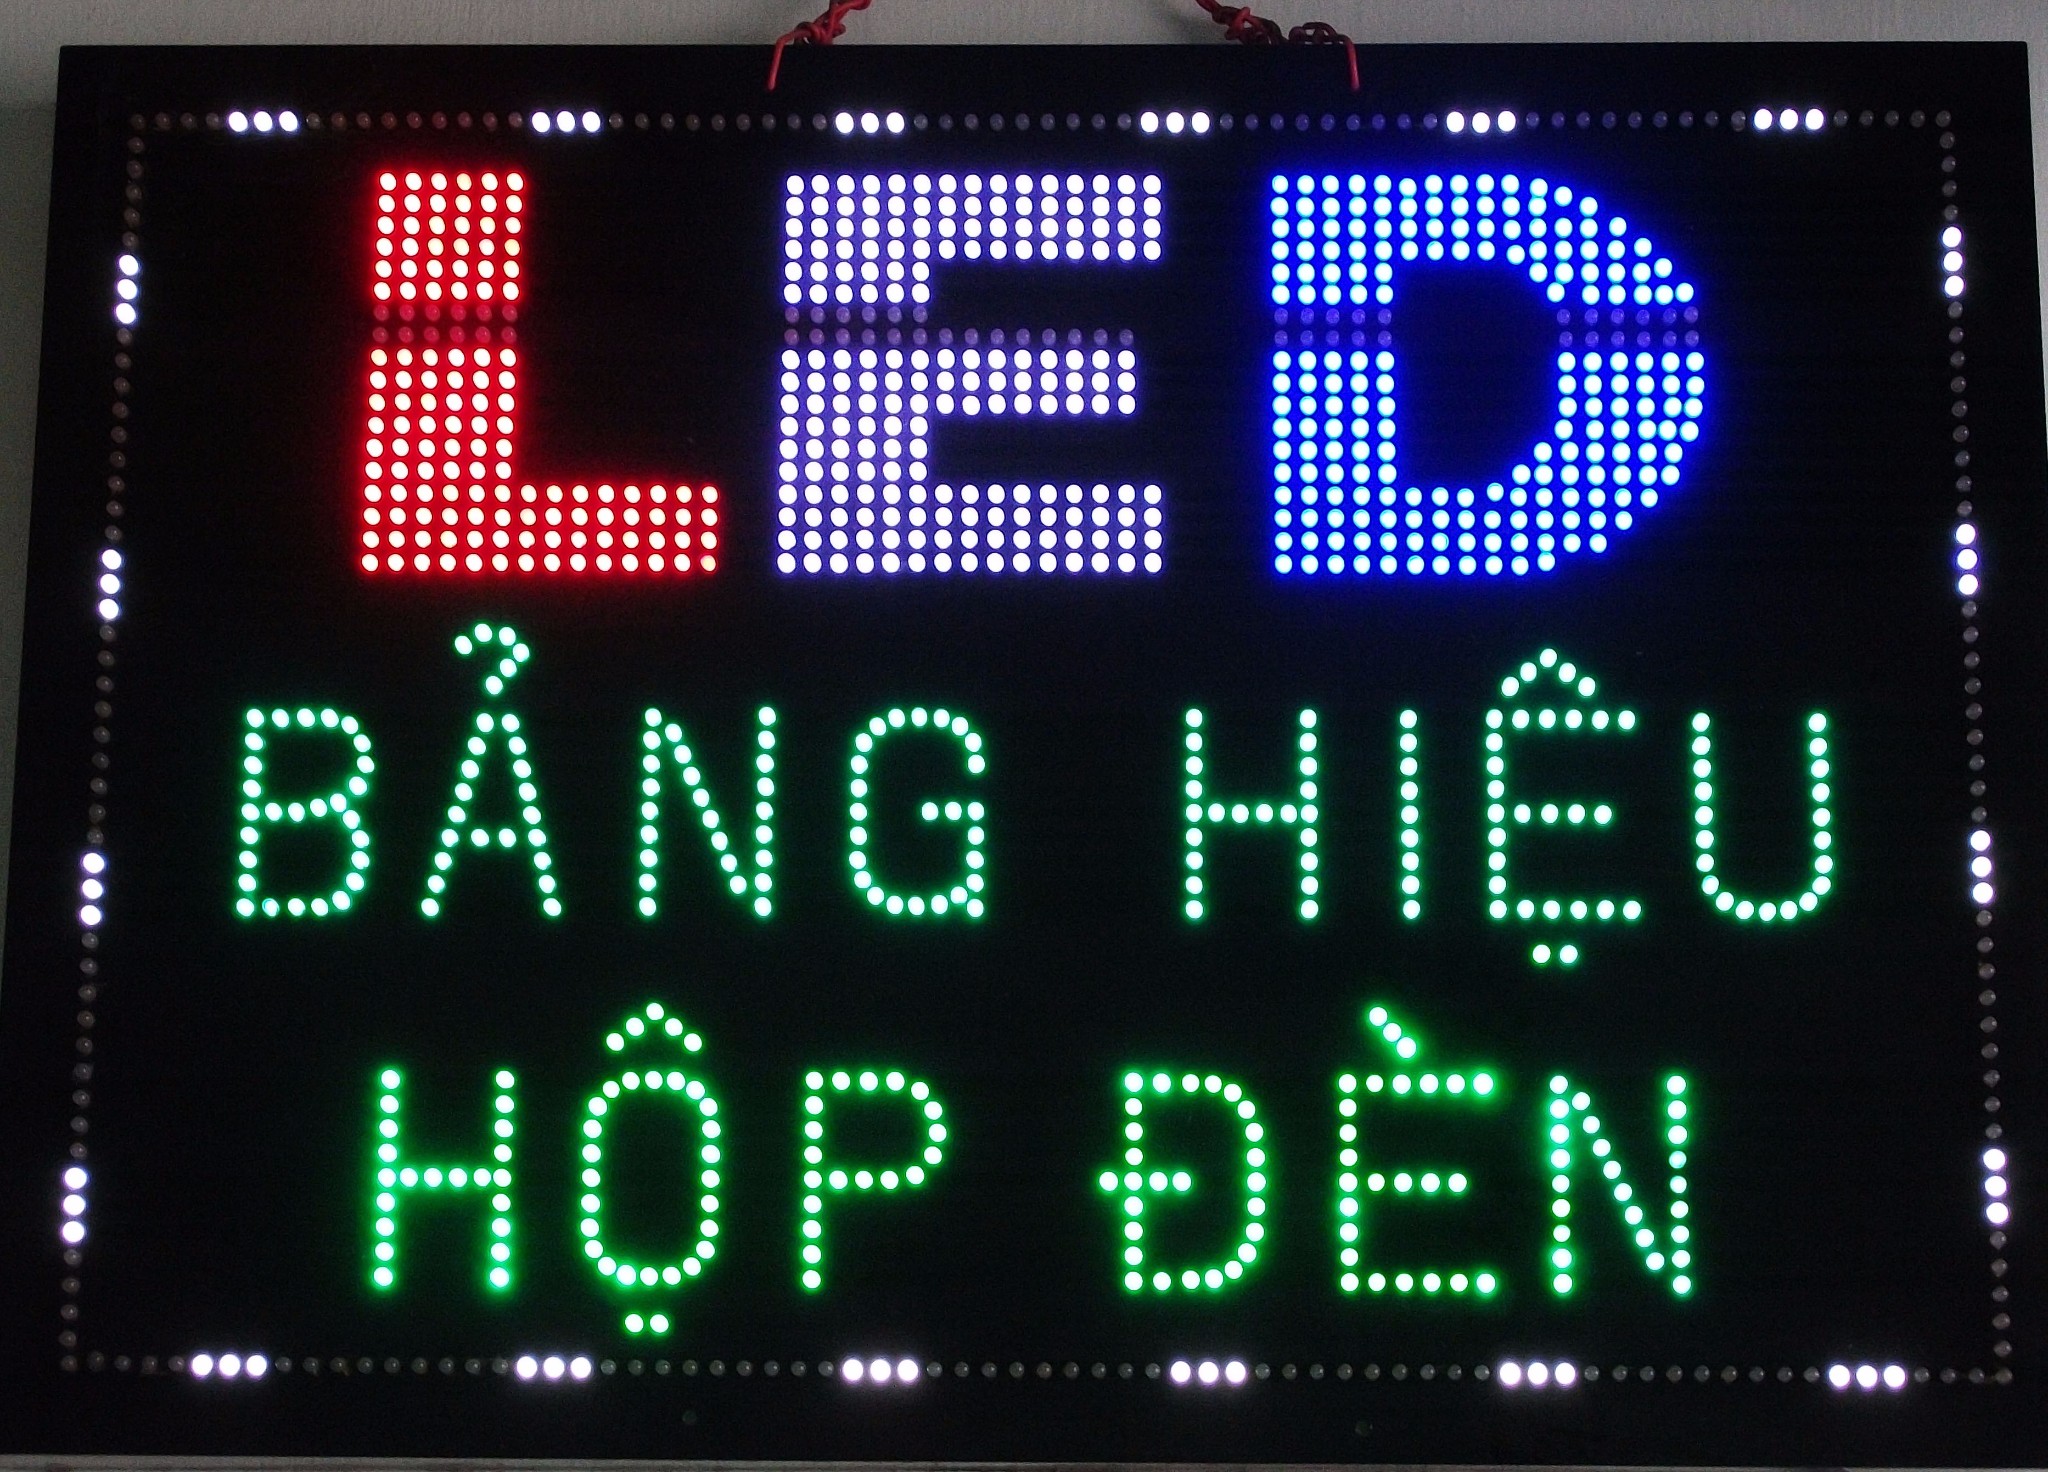 LED
BẢNG HIỆU
HỘP ĐÈN